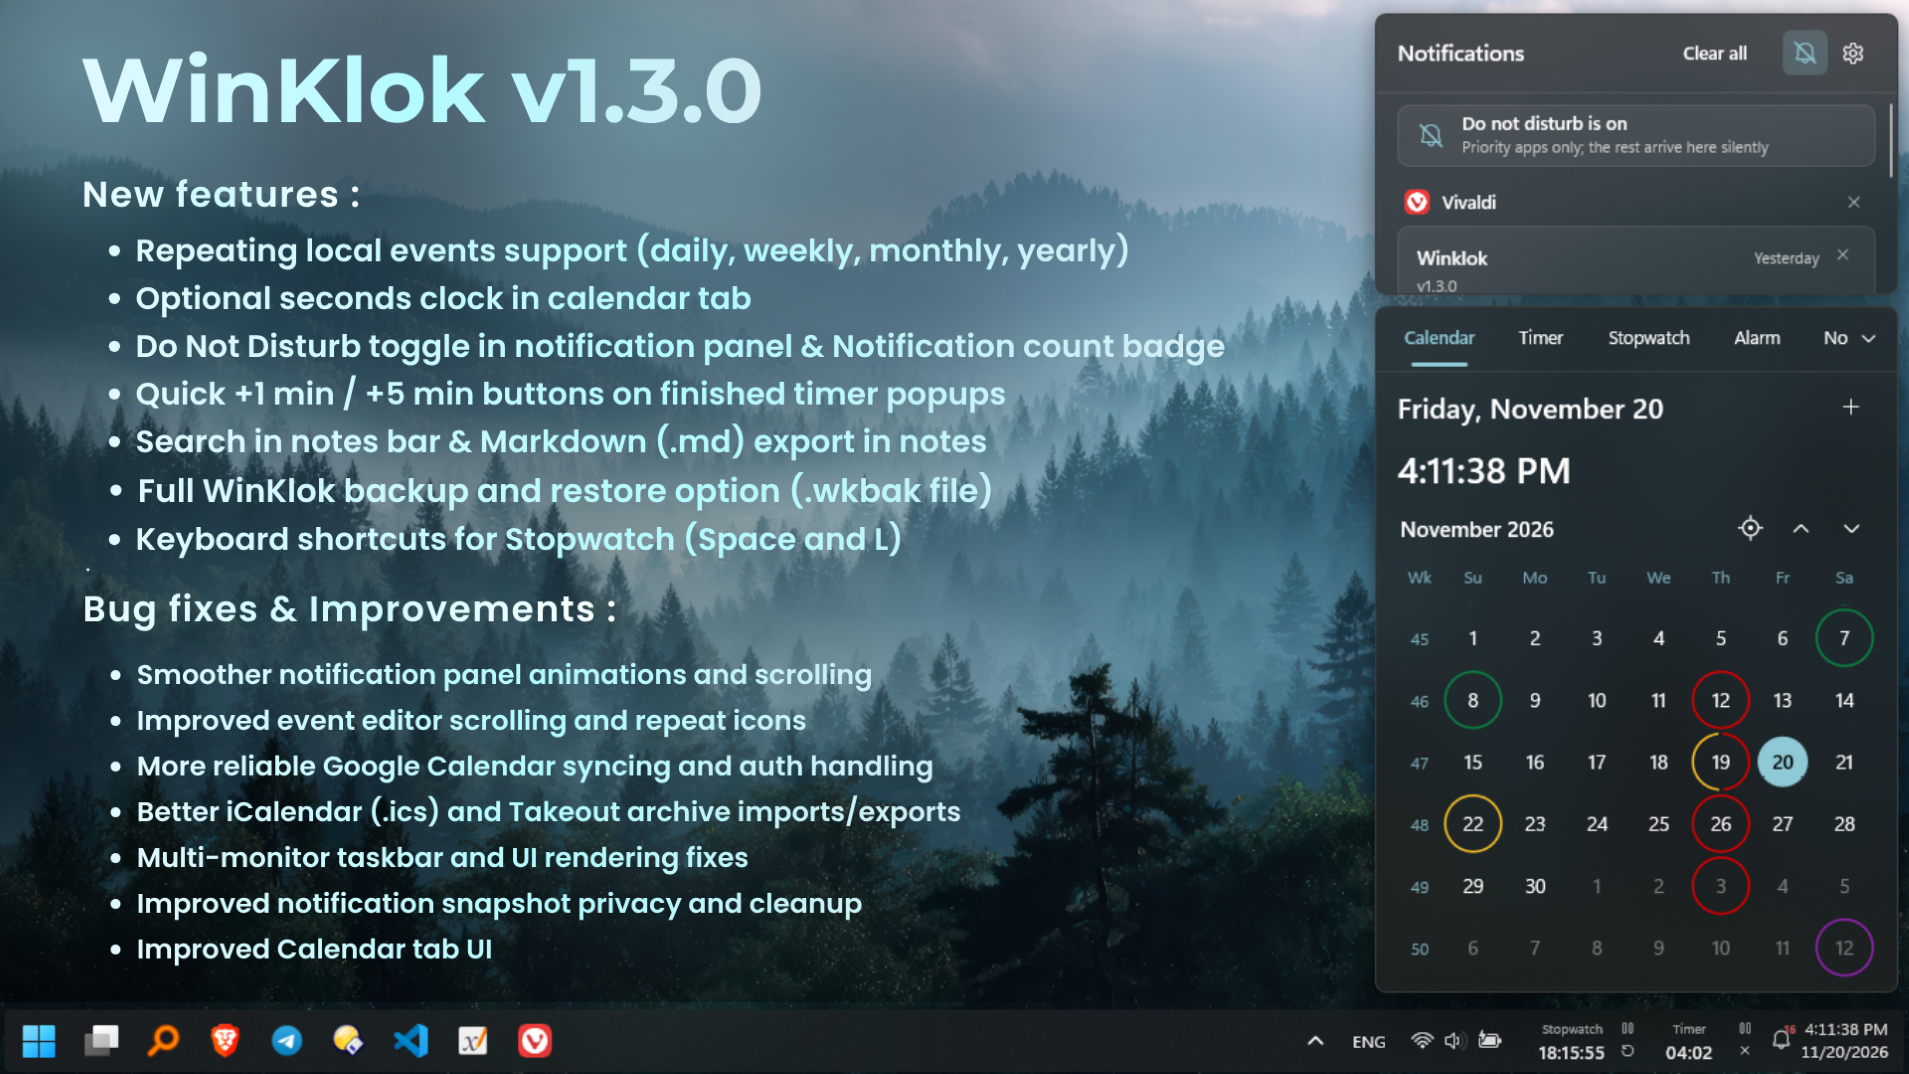 WinKlok v1.3.0
New features :
• Repeating local events support (daily, weekly, monthly, yearly)
• Optional seconds clock in calendar tab
• Do Not Disturb toggle in notification panel & Notification count badge
• Quick +1 min / +5 min buttons on finished timer popups
• Search in notes bar & Markdown (.md) export in notes
• Full WinKlok backup and restore option (.wkbak file)
• Keyboard shortcuts for Stopwatch (Space and L)
Bug fixes & Improvements :
• Smoother notification panel animations and scrolling
• Improved event editor scrolling and repeat icons
• More reliable Google Calendar syncing and auth handling
• Better iCalendar (.ics) and Takeout archive imports/exports
• Multi-monitor taskbar and UI rendering fixes
• Improved notification snapshot privacy and cleanup
• Improved Calendar tab UI
Notifications Clear all
Do not disturb is on
Priority apps only; the rest arrive here silently
Vivaldi
Winklok Yesterday
v1.3.0
Calendar Timer Stopwatch Alarm No
Friday, November 20
4:11:38 PM
November 2026
Wk Su Mo Tu We Th Fr Sa
45 1 2 3 4 5 6 7
46 8 9 10 11 12 13 14
47 15 16 17 18 19 20 21
48 22 23 24 25 26 27 28
49 29 30 1 2 3 4 5
50 6 7 8 9 10 11 12
ENG
Stopwatch
18:15:55
Timer
04:02
16
4:11:38 PM
11/20/2026